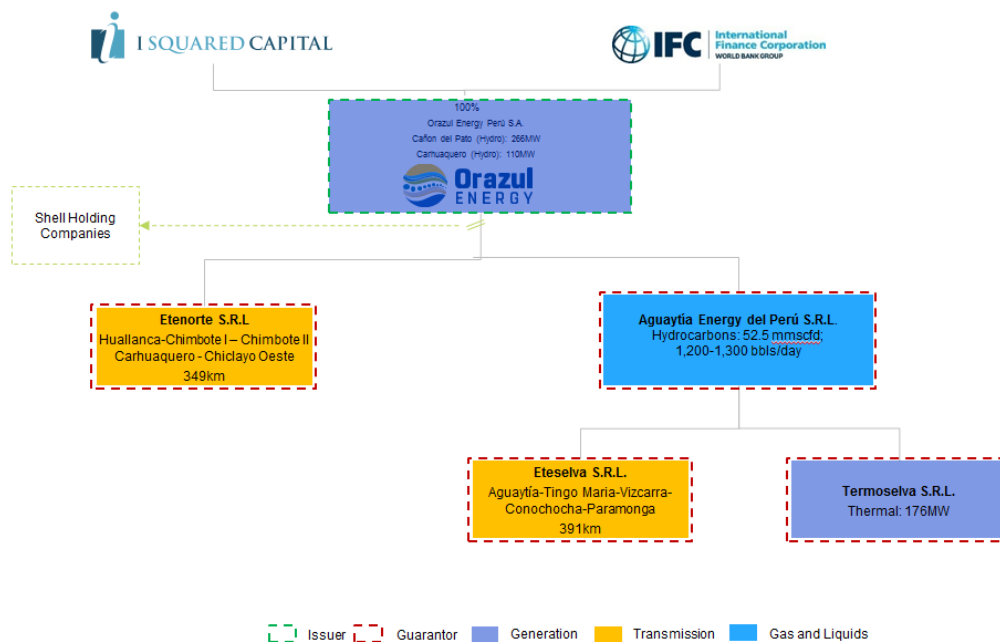 I SQUARED CAPITAL
IFC
International
Finance Corporation
WORLD BANK GROUP
100%
Orazul Energy Perú S.A.
Cañon del Pato (Hydro): 266MW
Carhuaquero (Hydro): 110MW
Orazul
ENERGY
Shell Holding
Companies
Etenorte S.R.L
Huallanca-Chimbote I – Chimbote II
Carhuaquero - Chiclayo Oeste
349km
Aguaytía Energy del Perú S.R.L.
Hydrocarbons: 52.5 mmscfd;
1,200-1,300 bbls/day
Eteselva S.R.L.
Aguaytía-Tingo Maria-Vizcarra-
Conochocha-Paramonga
391km
Termoselva S.R.L.
Thermal: 176MW
Issuer
Guarantor
Generation
Transmission
Gas and Liquids